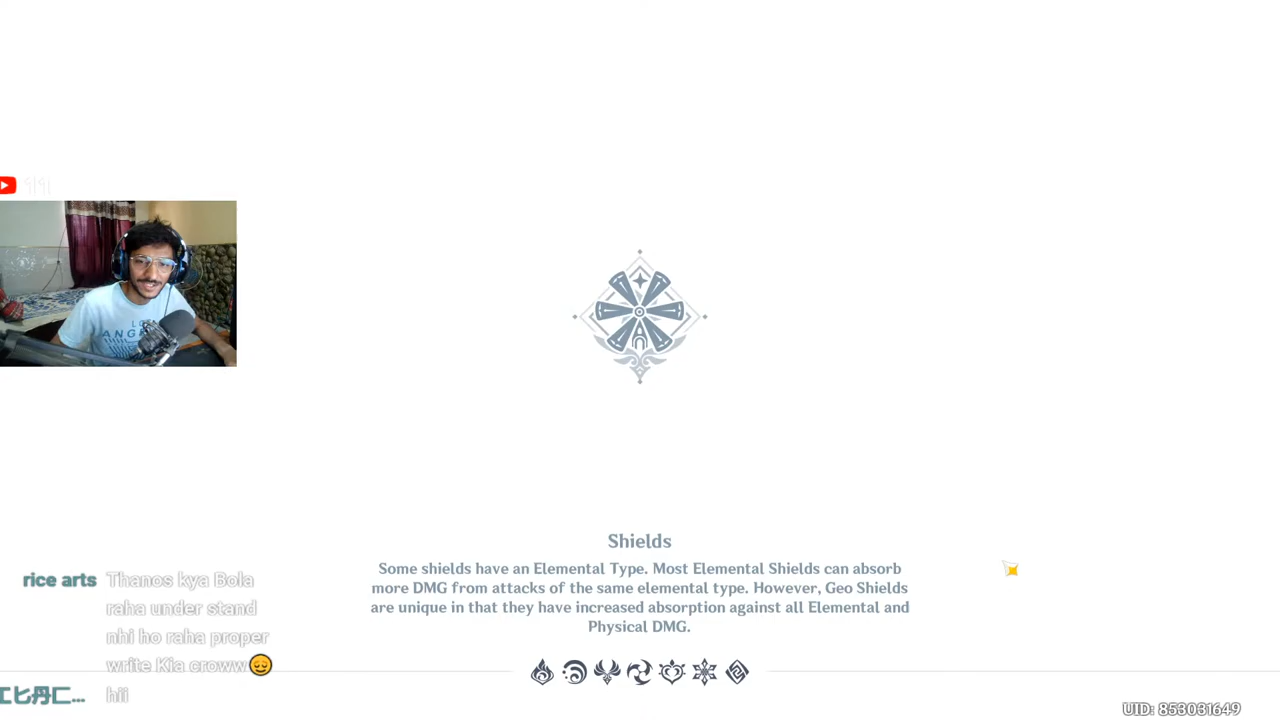 Shields
Some shields have an Elemental Type. Most Elemental Shields can absorb
more DMG from attacks of the same elemental type. However, Geo Shields
are unique in that they have increased absorption against all Elemental and
Physical DMG.
rice arts Thanos kya Bola
raha under stand
nhi ho raha proper
write Kia croww😌
hii
UID: 853031649